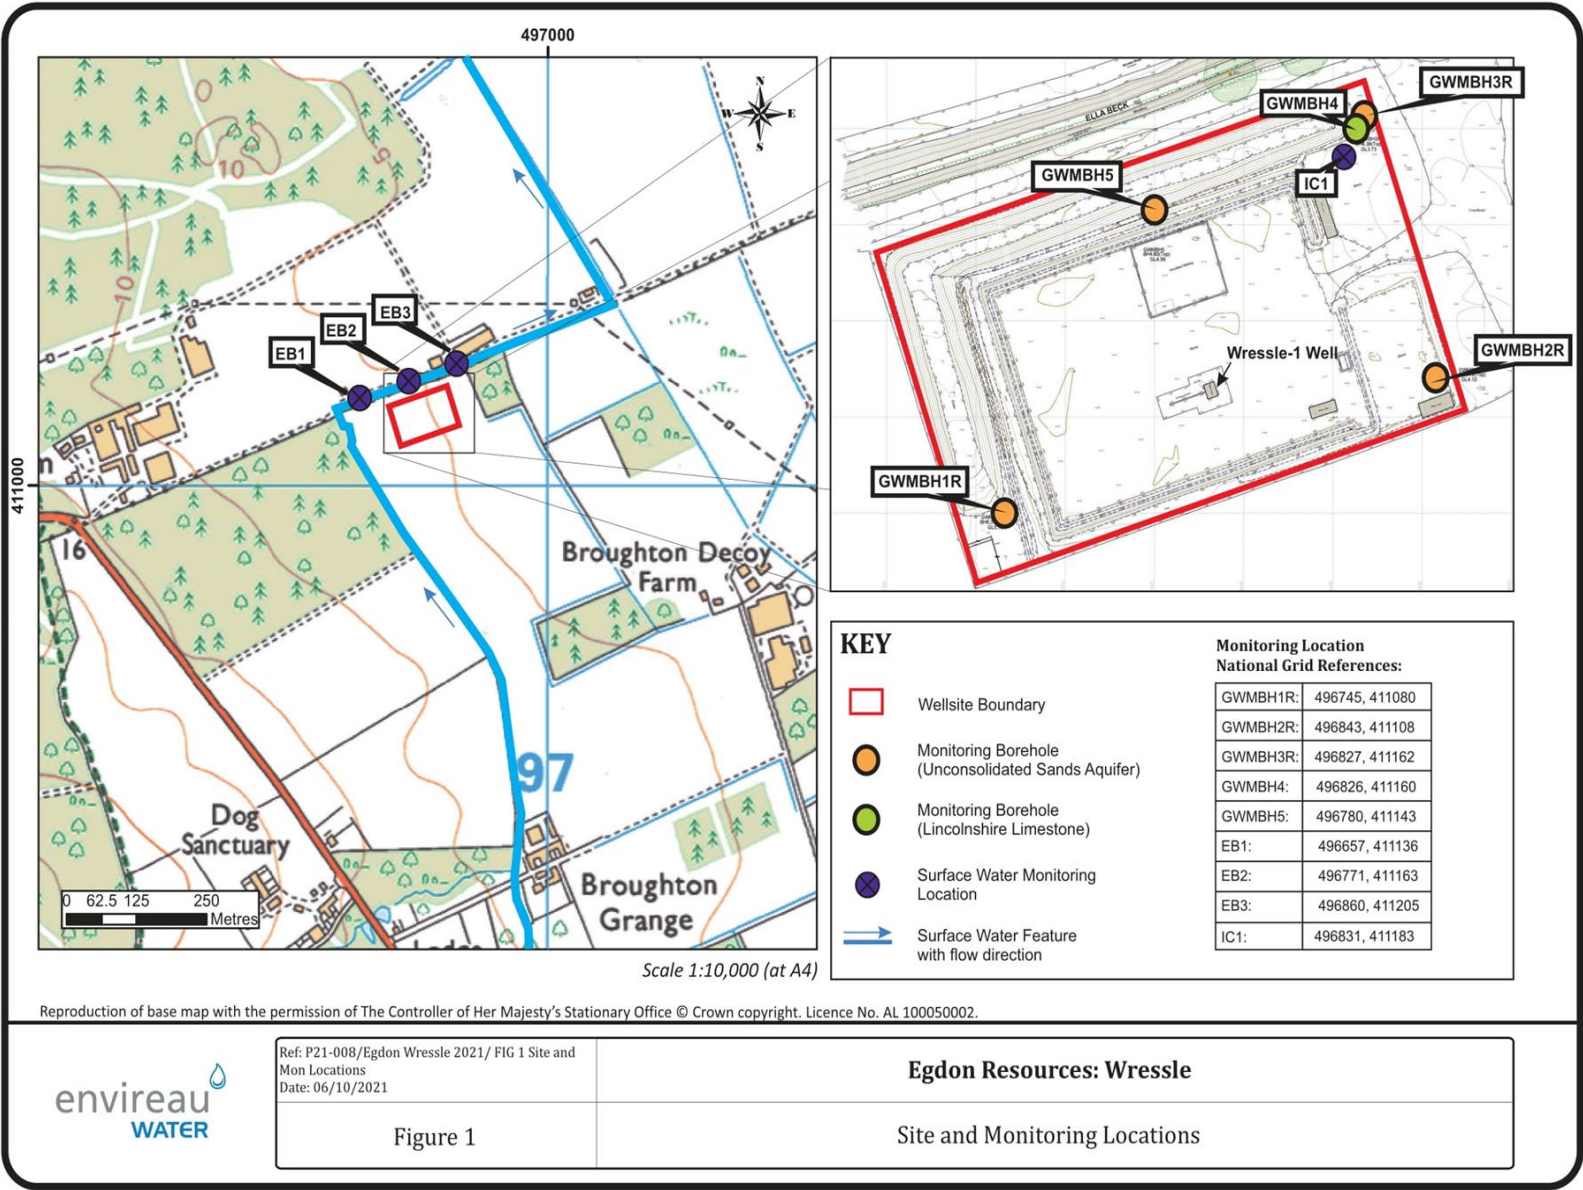 497000
411000
N
W E
S
0
10
5
10
EB1
EB2
EB3
16
Broughton Decoy
Farm
97
Dog
Sanctuary
Broughton
Grange
0 62.5 125 250
Metres
Scale 1:10,000 (at A4)
ELLA BECK
GWMBH3R
GWMBH4
IC1
GWMBH5
GWMBH2R
Wressle-1 Well
GWMBH1R
KEY
Wellsite Boundary
Monitoring Borehole
(Unconsolidated Sands Aquifer)
Monitoring Borehole
(Lincolnshire Limestone)
Surface Water Monitoring
Location
Surface Water Feature
with flow direction
Monitoring Location
National Grid References:
GWMBH1R: 496745, 411080
GWMBH2R: 496843, 411108
GWMBH3R: 496827, 411162
GWMBH4: 496826, 411160
GWMBH5: 496780, 411143
EB1: 496657, 411136
EB2: 496771, 411163
EB3: 496860, 411205
IC1: 496831, 411183
Reproduction of base map with the permission of The Controller of Her Majesty's Stationary Office © Crown copyright. Licence No. AL 100050002.
envireau
WATER
Ref: P21-008/Egdon Wressle 2021/ FIG 1 Site and
Mon Locations
Date: 06/10/2021
Figure 1
Egdon Resources: Wressle
Site and Monitoring Locations